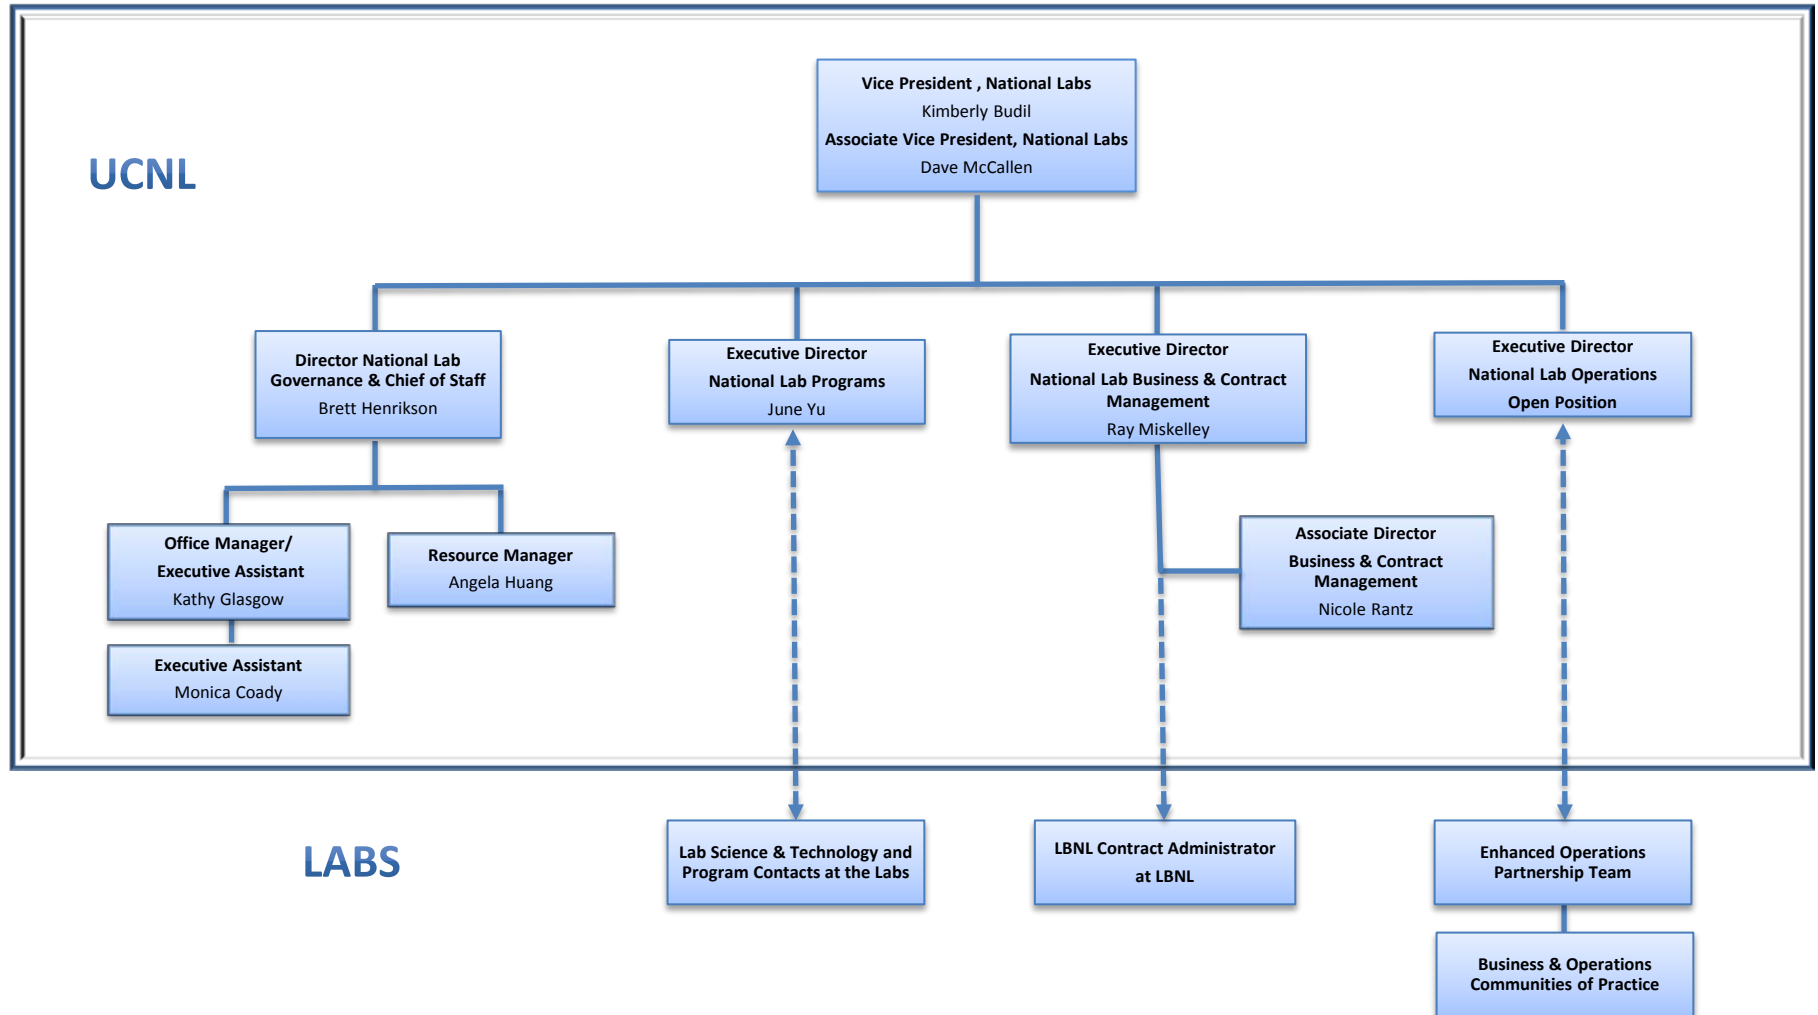 Vice President , National Labs
Kimberly Budil
Associate Vice President, National Labs
Dave McCallen
UCNL
Director National Lab
Governance & Chief of Staff
Brett Henrikson
Executive Director
National Lab Programs
June Yu
Executive Director
National Lab Business & Contract
Management
Ray Miskelley
Executive Director
National Lab Operations
Open Position
Office Manager/
Executive Assistant
Kathy Glasgow
Resource Manager
Angela Huang
Associate Director
Business & Contract
Management
Nicole Rantz
Executive Assistant
Monica Coady
LABS
Lab Science & Technology and
Program Contacts at the Labs
LBNL Contract Administrator
at LBNL
Enhanced Operations
Partnership Team
Business & Operations
Communities of Practice